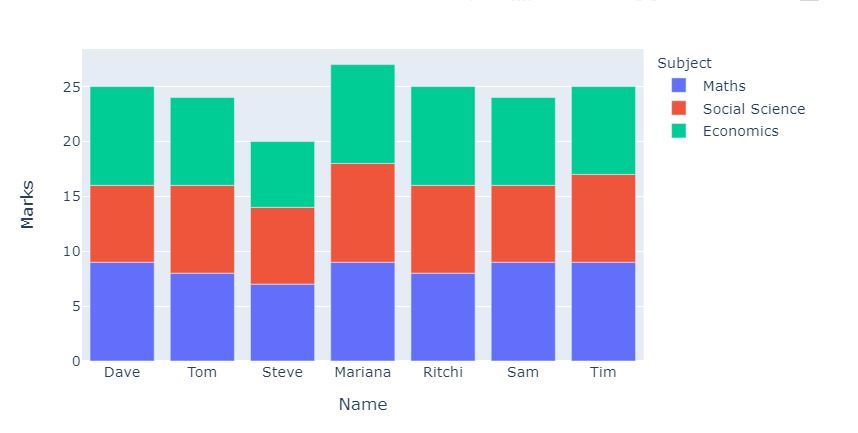 Subject
Maths
Social Science
Economics
25
20
15
10
5
0
Marks
Dave Tom Steve Mariana Ritchi Sam Tim
Name